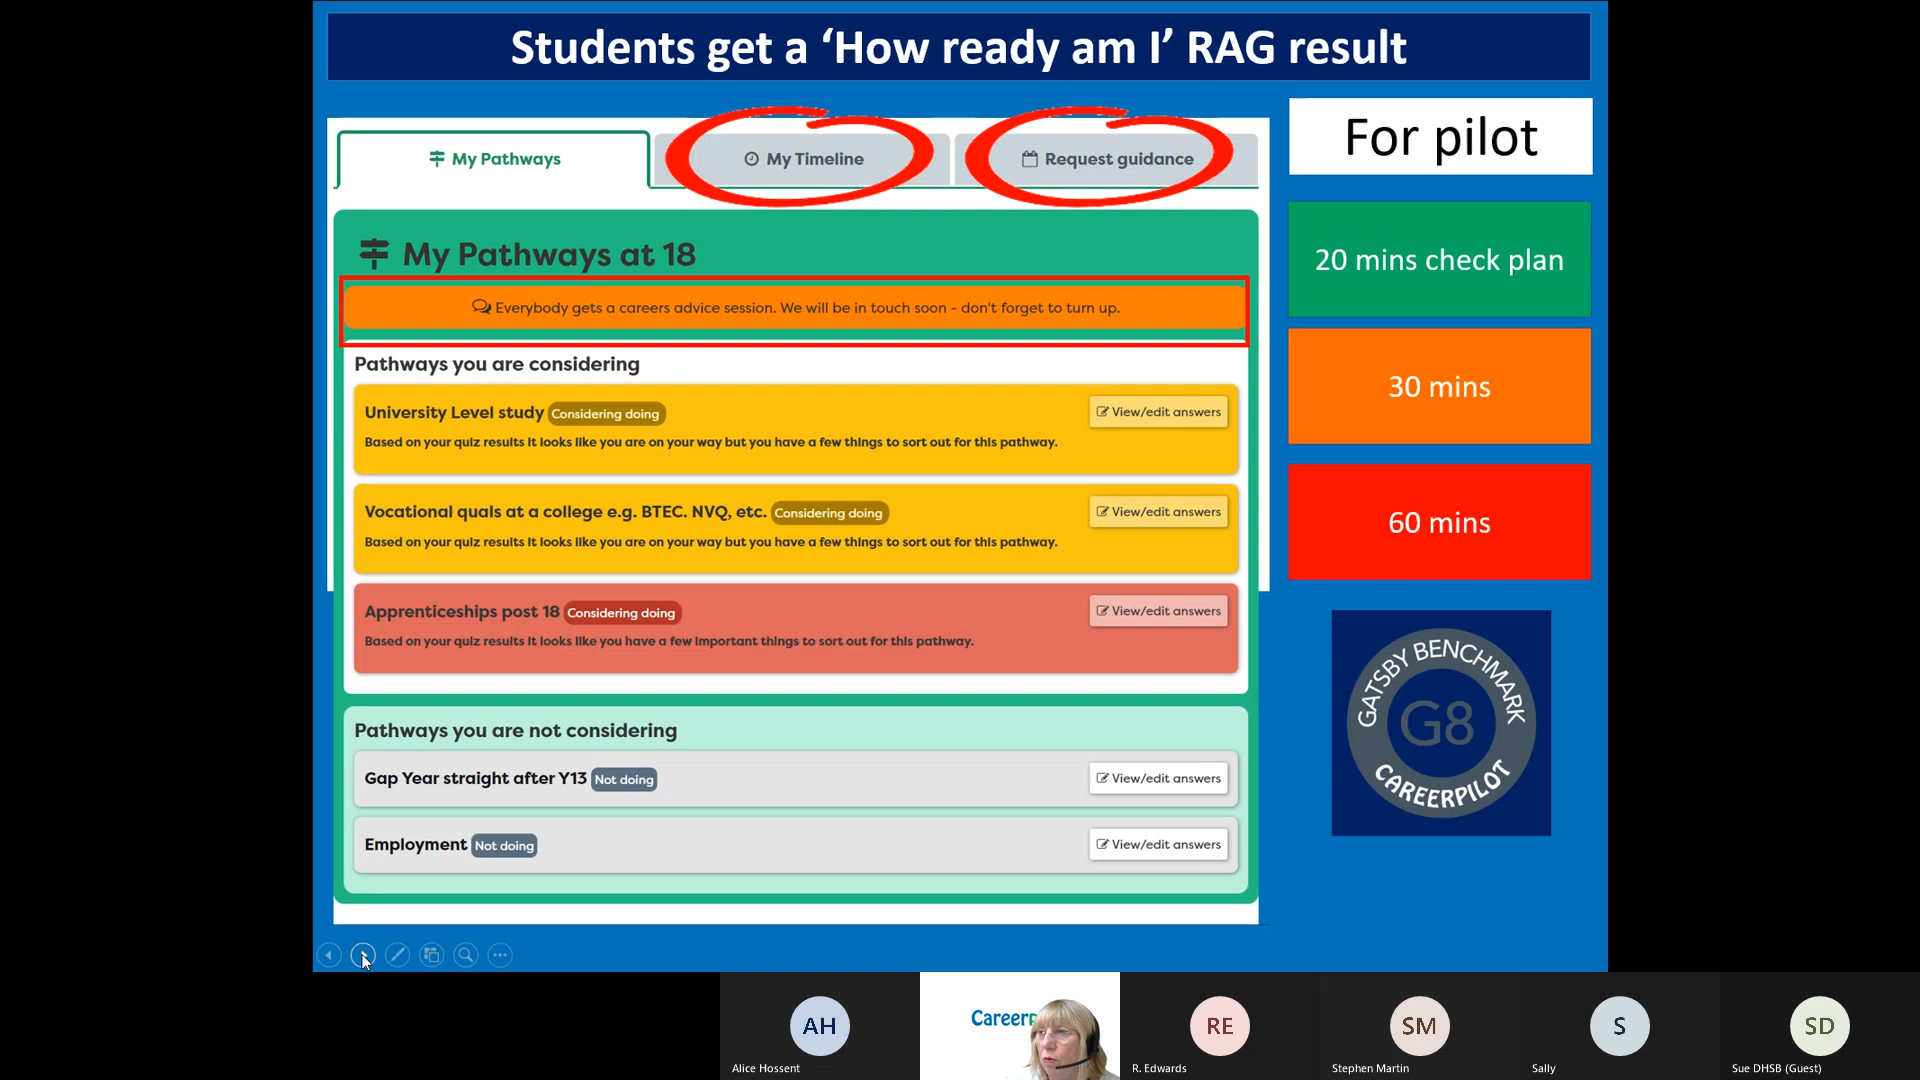 Students get a ‘How ready am I’ RAG result
My Pathways
My Timeline
Request guidance
For pilot
My Pathways at 18
Everybody gets a careers advice session. We will be in touch soon - don't forget to turn up.
20 mins check plan
30 mins
60 mins
Pathways you are considering
University Level study Considering doing
View/edit answers
Based on your quiz results it looks like you are on your way but you have a few things to sort out for this pathway.
Vocational quals at a college e.g. BTEC. NVQ, etc. Considering doing
View/edit answers
Based on your quiz results it looks like you are on your way but you have a few things to sort out for this pathway.
Apprenticeships post 18 Considering doing
View/edit answers
Based on your quiz results it looks like you have a few important things to sort out for this pathway.
Pathways you are not considering
Gap Year straight after Y13 Not doing
View/edit answers
Employment Not doing
View/edit answers
GATSBY BENCHMARK
G8
CAREERPILOT
AH
Alice Hossent
Career
RE
R. Edwards
SM
Stephen Martin
S
Sally
SD
Sue DHSB (Guest)